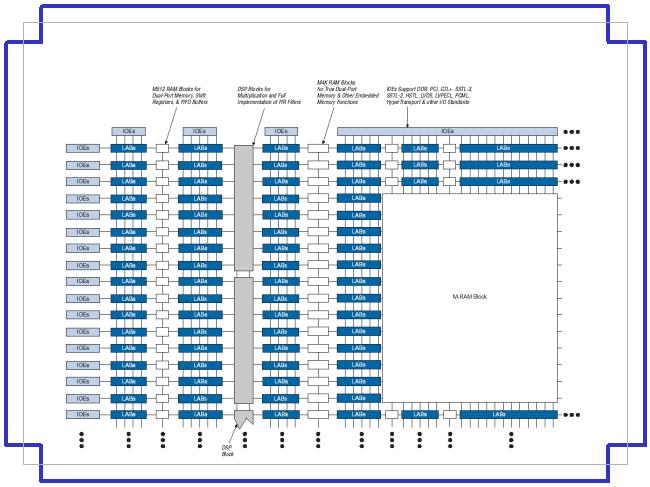 M512 RAM Blocks for
Dual-Port Memory, Shift
Registers, & FIFO Buffers
DSP Blocks for
Multiplication and Full
Implementation of FIR Filters
M4K RAM Blocks
for True Dual-Port
Memory & Other Embedded
Memory Functions
IOEs Support DDR, PCI, GTL+, SSTL-3,
SSTL-2, HSTL, LVDS, LVPECL, PCML,
HyperTransport & other I/O Standards
IOEs IOEs IOEs IOEs
IOEs LABs LABs LABs LABs LABs LABs
IOEs LABs LABs LABs LABs LABs LABs
IOEs LABs LABs LABs LABs LABs LABs
IOEs LABs LABs LABs LABs
IOEs LABs LABs LABs LABs
IOEs LABs LABs LABs LABs
IOEs LABs LABs LABs LABs
IOEs LABs LABs LABs LABs
IOEs LABs LABs LABs LABs
IOEs LABs LABs LABs LABs M-RAM Block
IOEs LABs LABs LABs LABs
IOEs LABs LABs LABs LABs
IOEs LABs LABs LABs LABs
IOEs LABs LABs LABs LABs
IOEs LABs LABs LABs LABs
IOEs LABs LABs LABs LABs
IOEs LABs LABs LABs LABs LABs LABs
DSP
Block